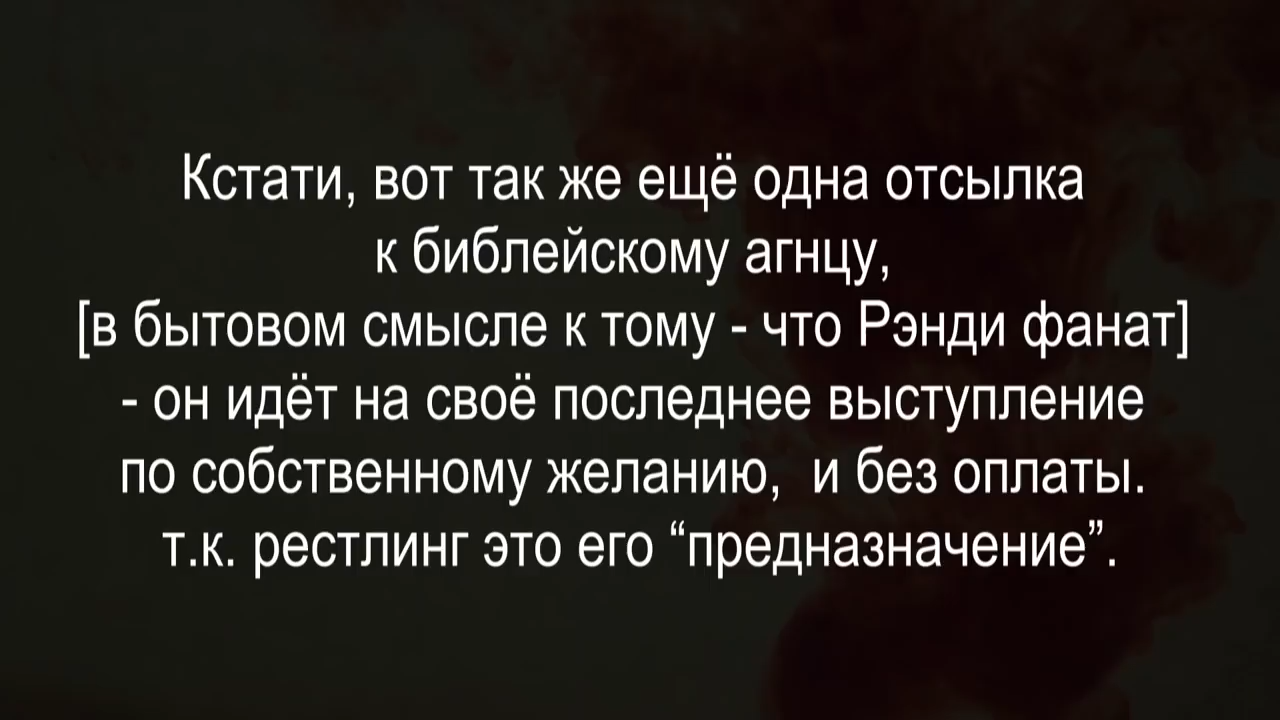 Кстати, вот так же ещё одна отсылка
к библейскому агнцу,
[в бытовом смысле к тому - что Рэнди фанат]
- он идёт на своё последнее выступление
по собственному желанию,  и без оплаты.
т.к. рестлинг это его “предназначение”.